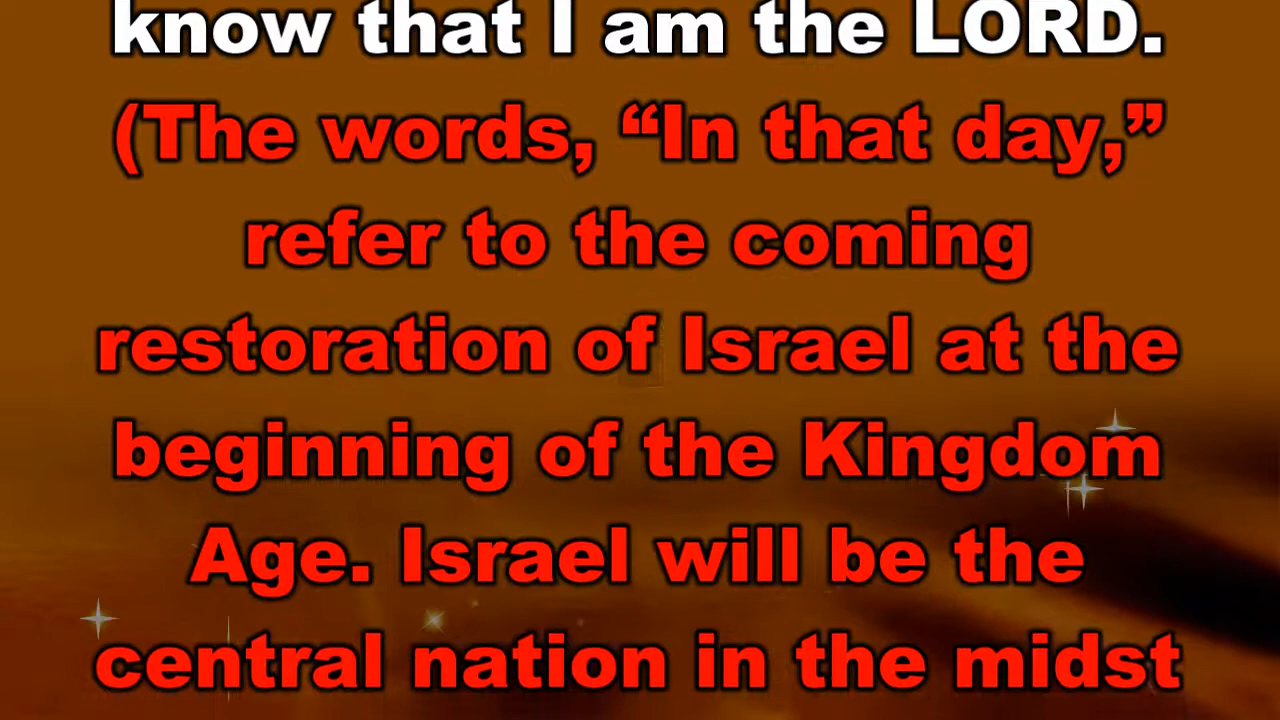 know that I am the LORD.
(The words, “In that day,”
refer to the coming
restoration of Israel at the
beginning of the Kingdom
Age. Israel will be the
central nation in the midst